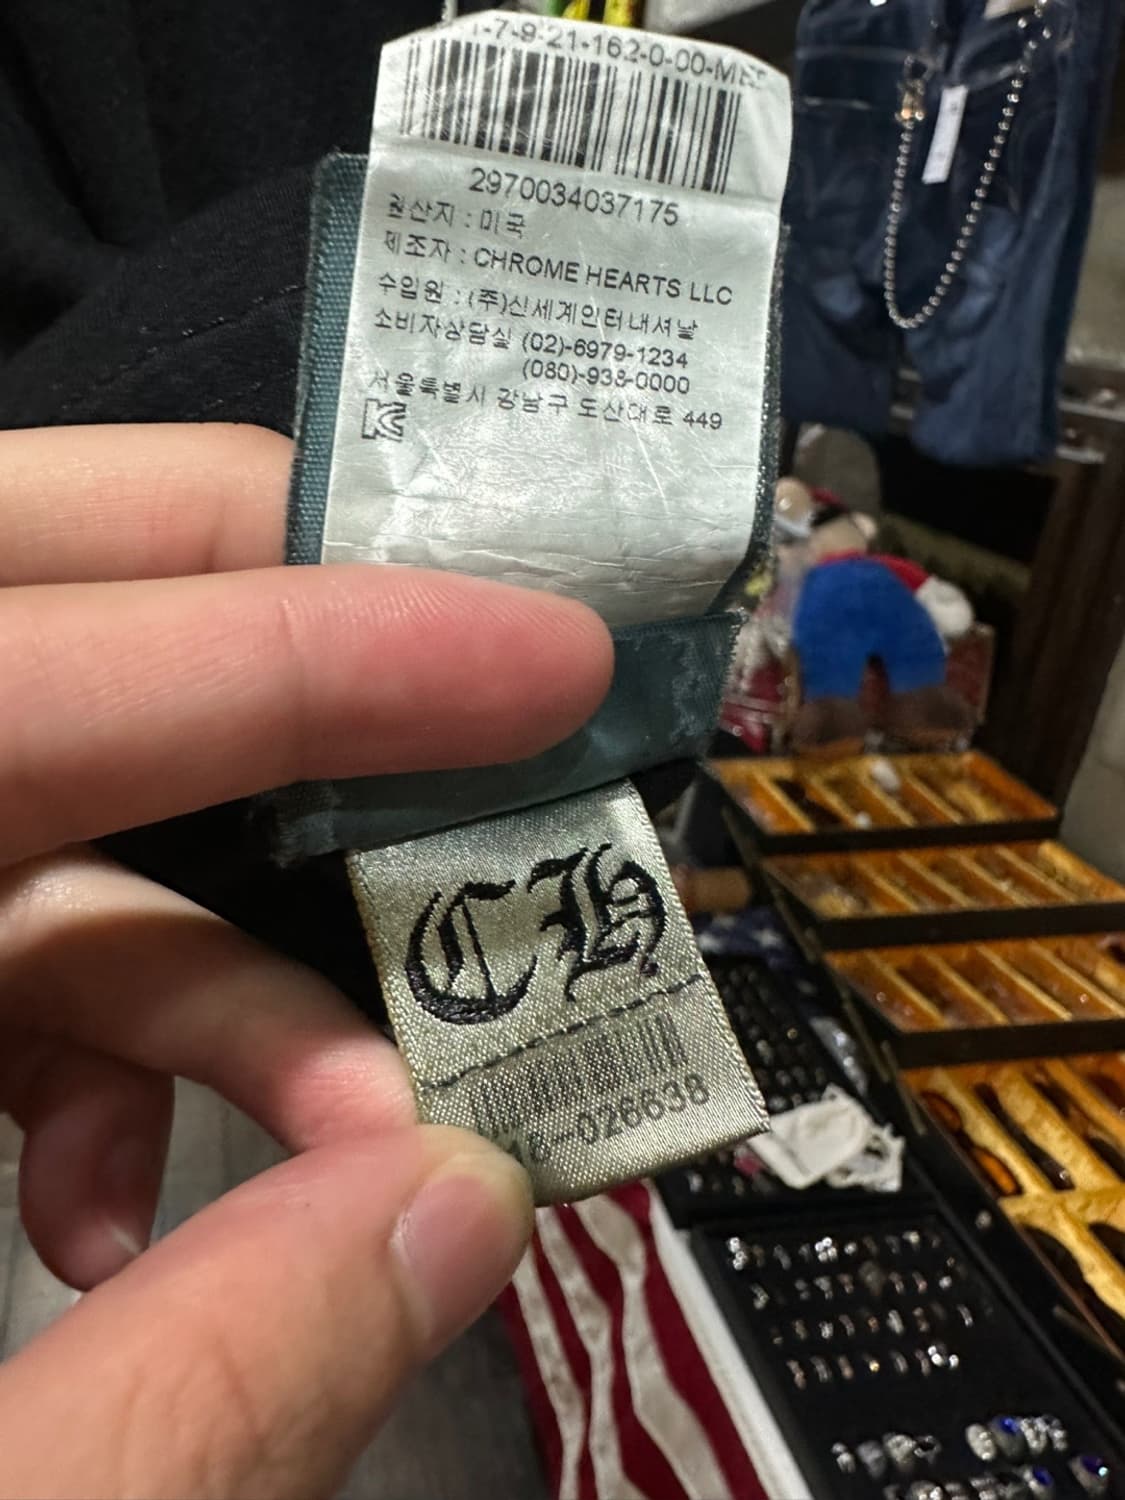 -7-9-21-162-0-00-ME
2970034037175
원산지 : 미국
제조자 : CHROME HEARTS LLC
수입원 : (주)신세계인터내셔날
소비자상담실 (02)-6979-1234
(080)-938-0000
서울특별시 강남구 도산대로 449
CH
6-026638